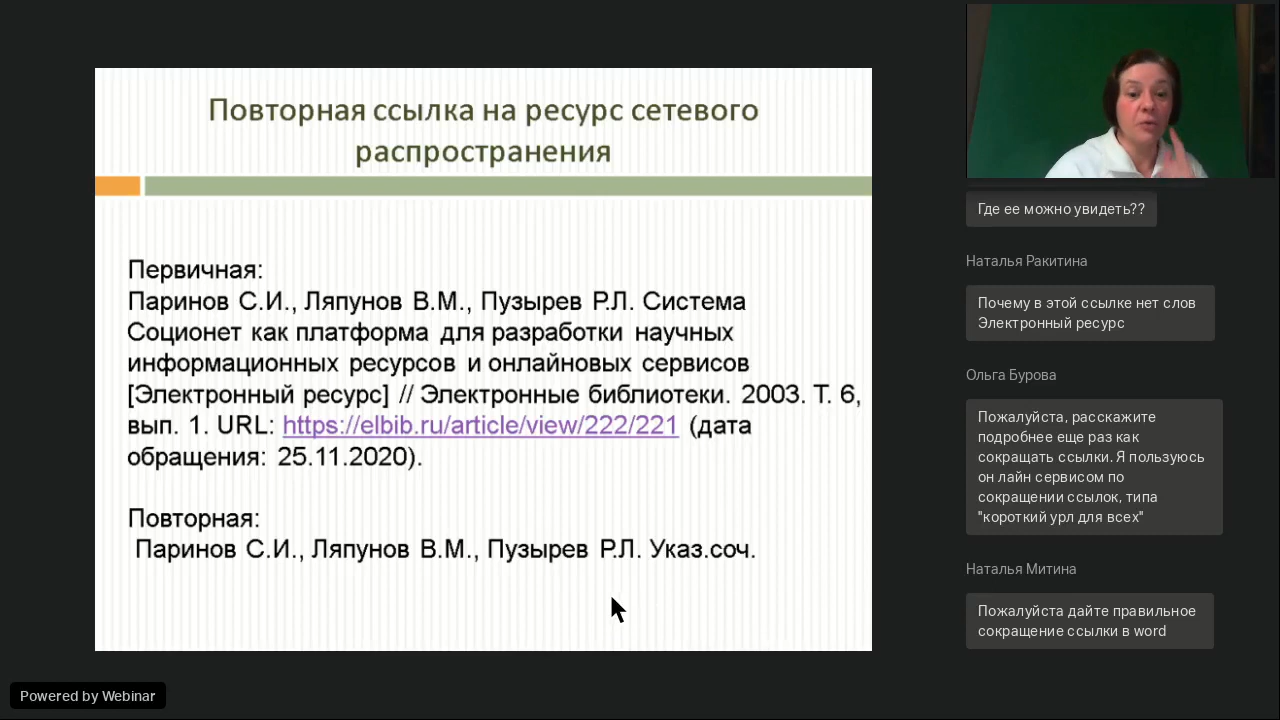 Повторная ссылка на ресурс сетевого
распространения
Первичная:
Паринов С.И., Ляпунов В.М., Пузырев Р.Л. Система
Соционет как платформа для разработки научных
информационных ресурсов и онлайновых сервисов
[Электронный ресурс] // Электронные библиотеки. 2003. Т. 6,
вып. 1. URL: https://elbib.ru/article/view/222/221 (дата
обращения: 25.11.2020).
Повторная:
Паринов С.И., Ляпунов В.М., Пузырев Р.Л. Указ.соч.
Где ее можно увидеть??
Наталья Ракитина
Почему в этой ссылке нет слов
Электронный ресурс
Ольга Бурова
Пожалуйста, расскажите
подробнее еще раз как
сокращать ссылки. Я пользуюсь
он лайн сервисом по
сокращении ссылок, типа
"короткий урл для всех"
Наталья Митина
Пожалуйста дайте правильное
сокращение ссылки в word
Powered by Webinar